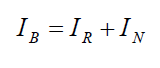 I_B = I_R + I_N